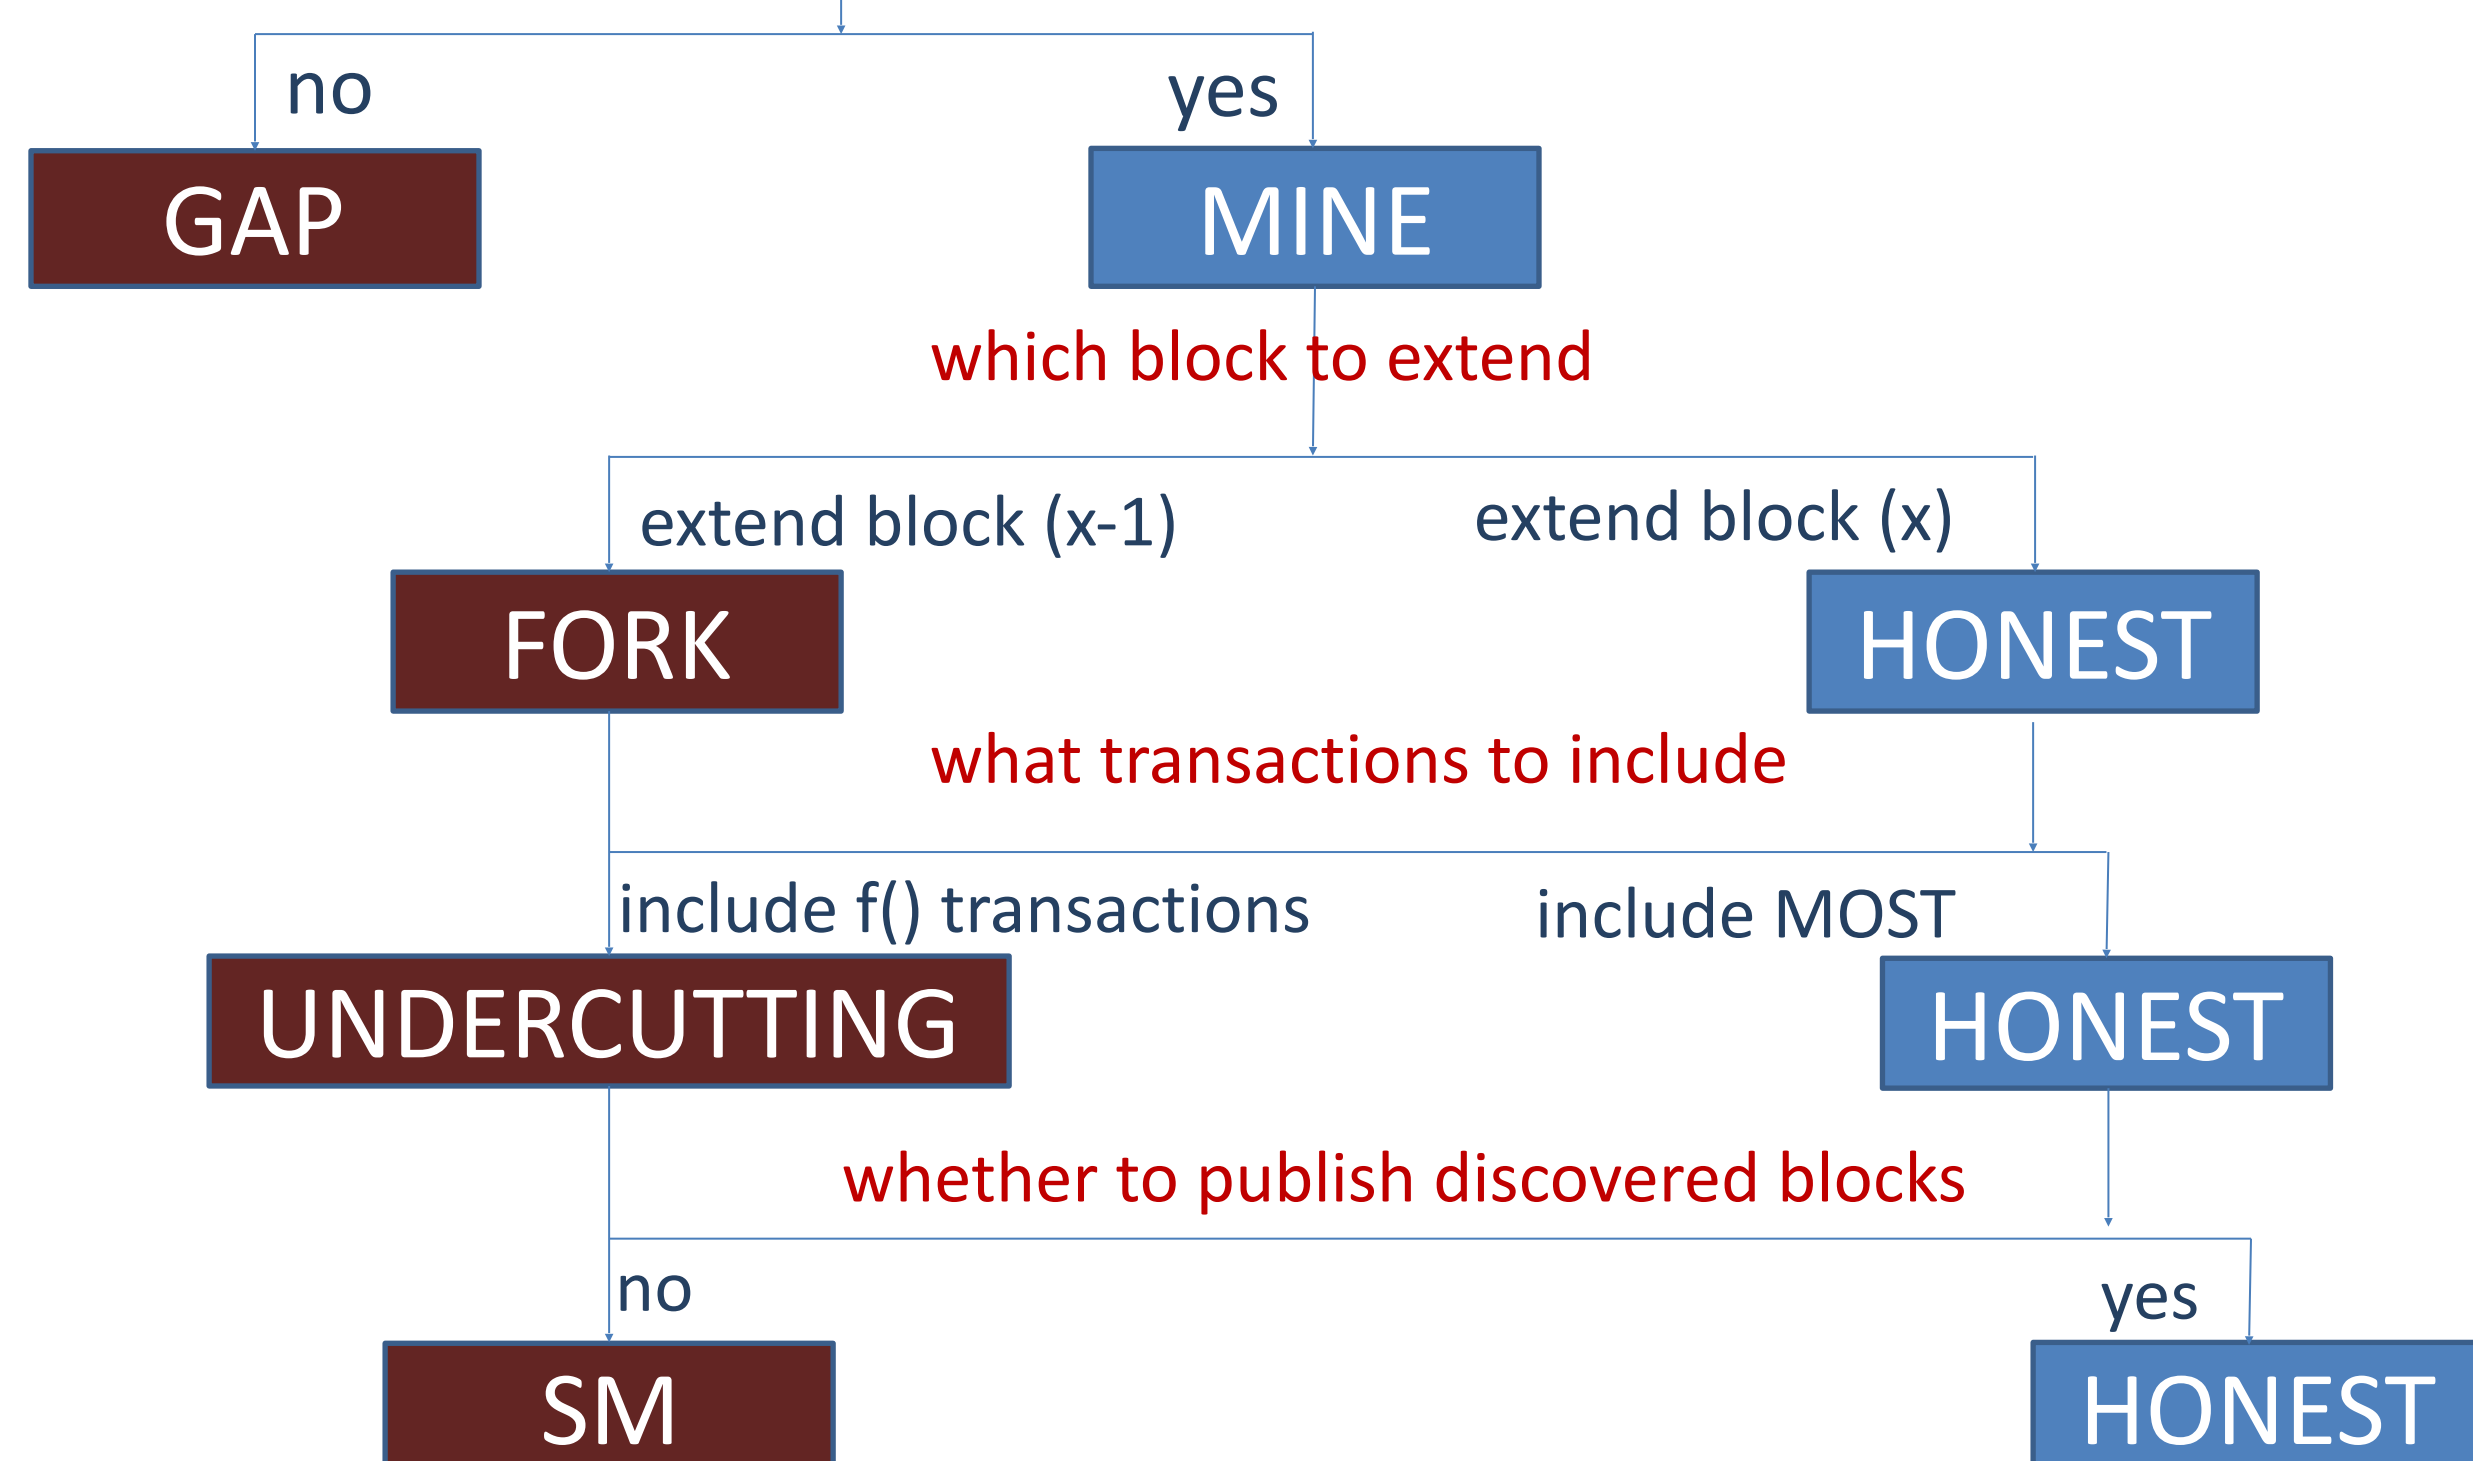 no
yes
GAP
MINE
which block to extend
extend block (x-1)
extend block (x)
FORK
HONEST
what transactions to include
include f() transactions
include MOST
UNDERCUTTING
HONEST
whether to publish discovered blocks
no
yes
SM
HONEST